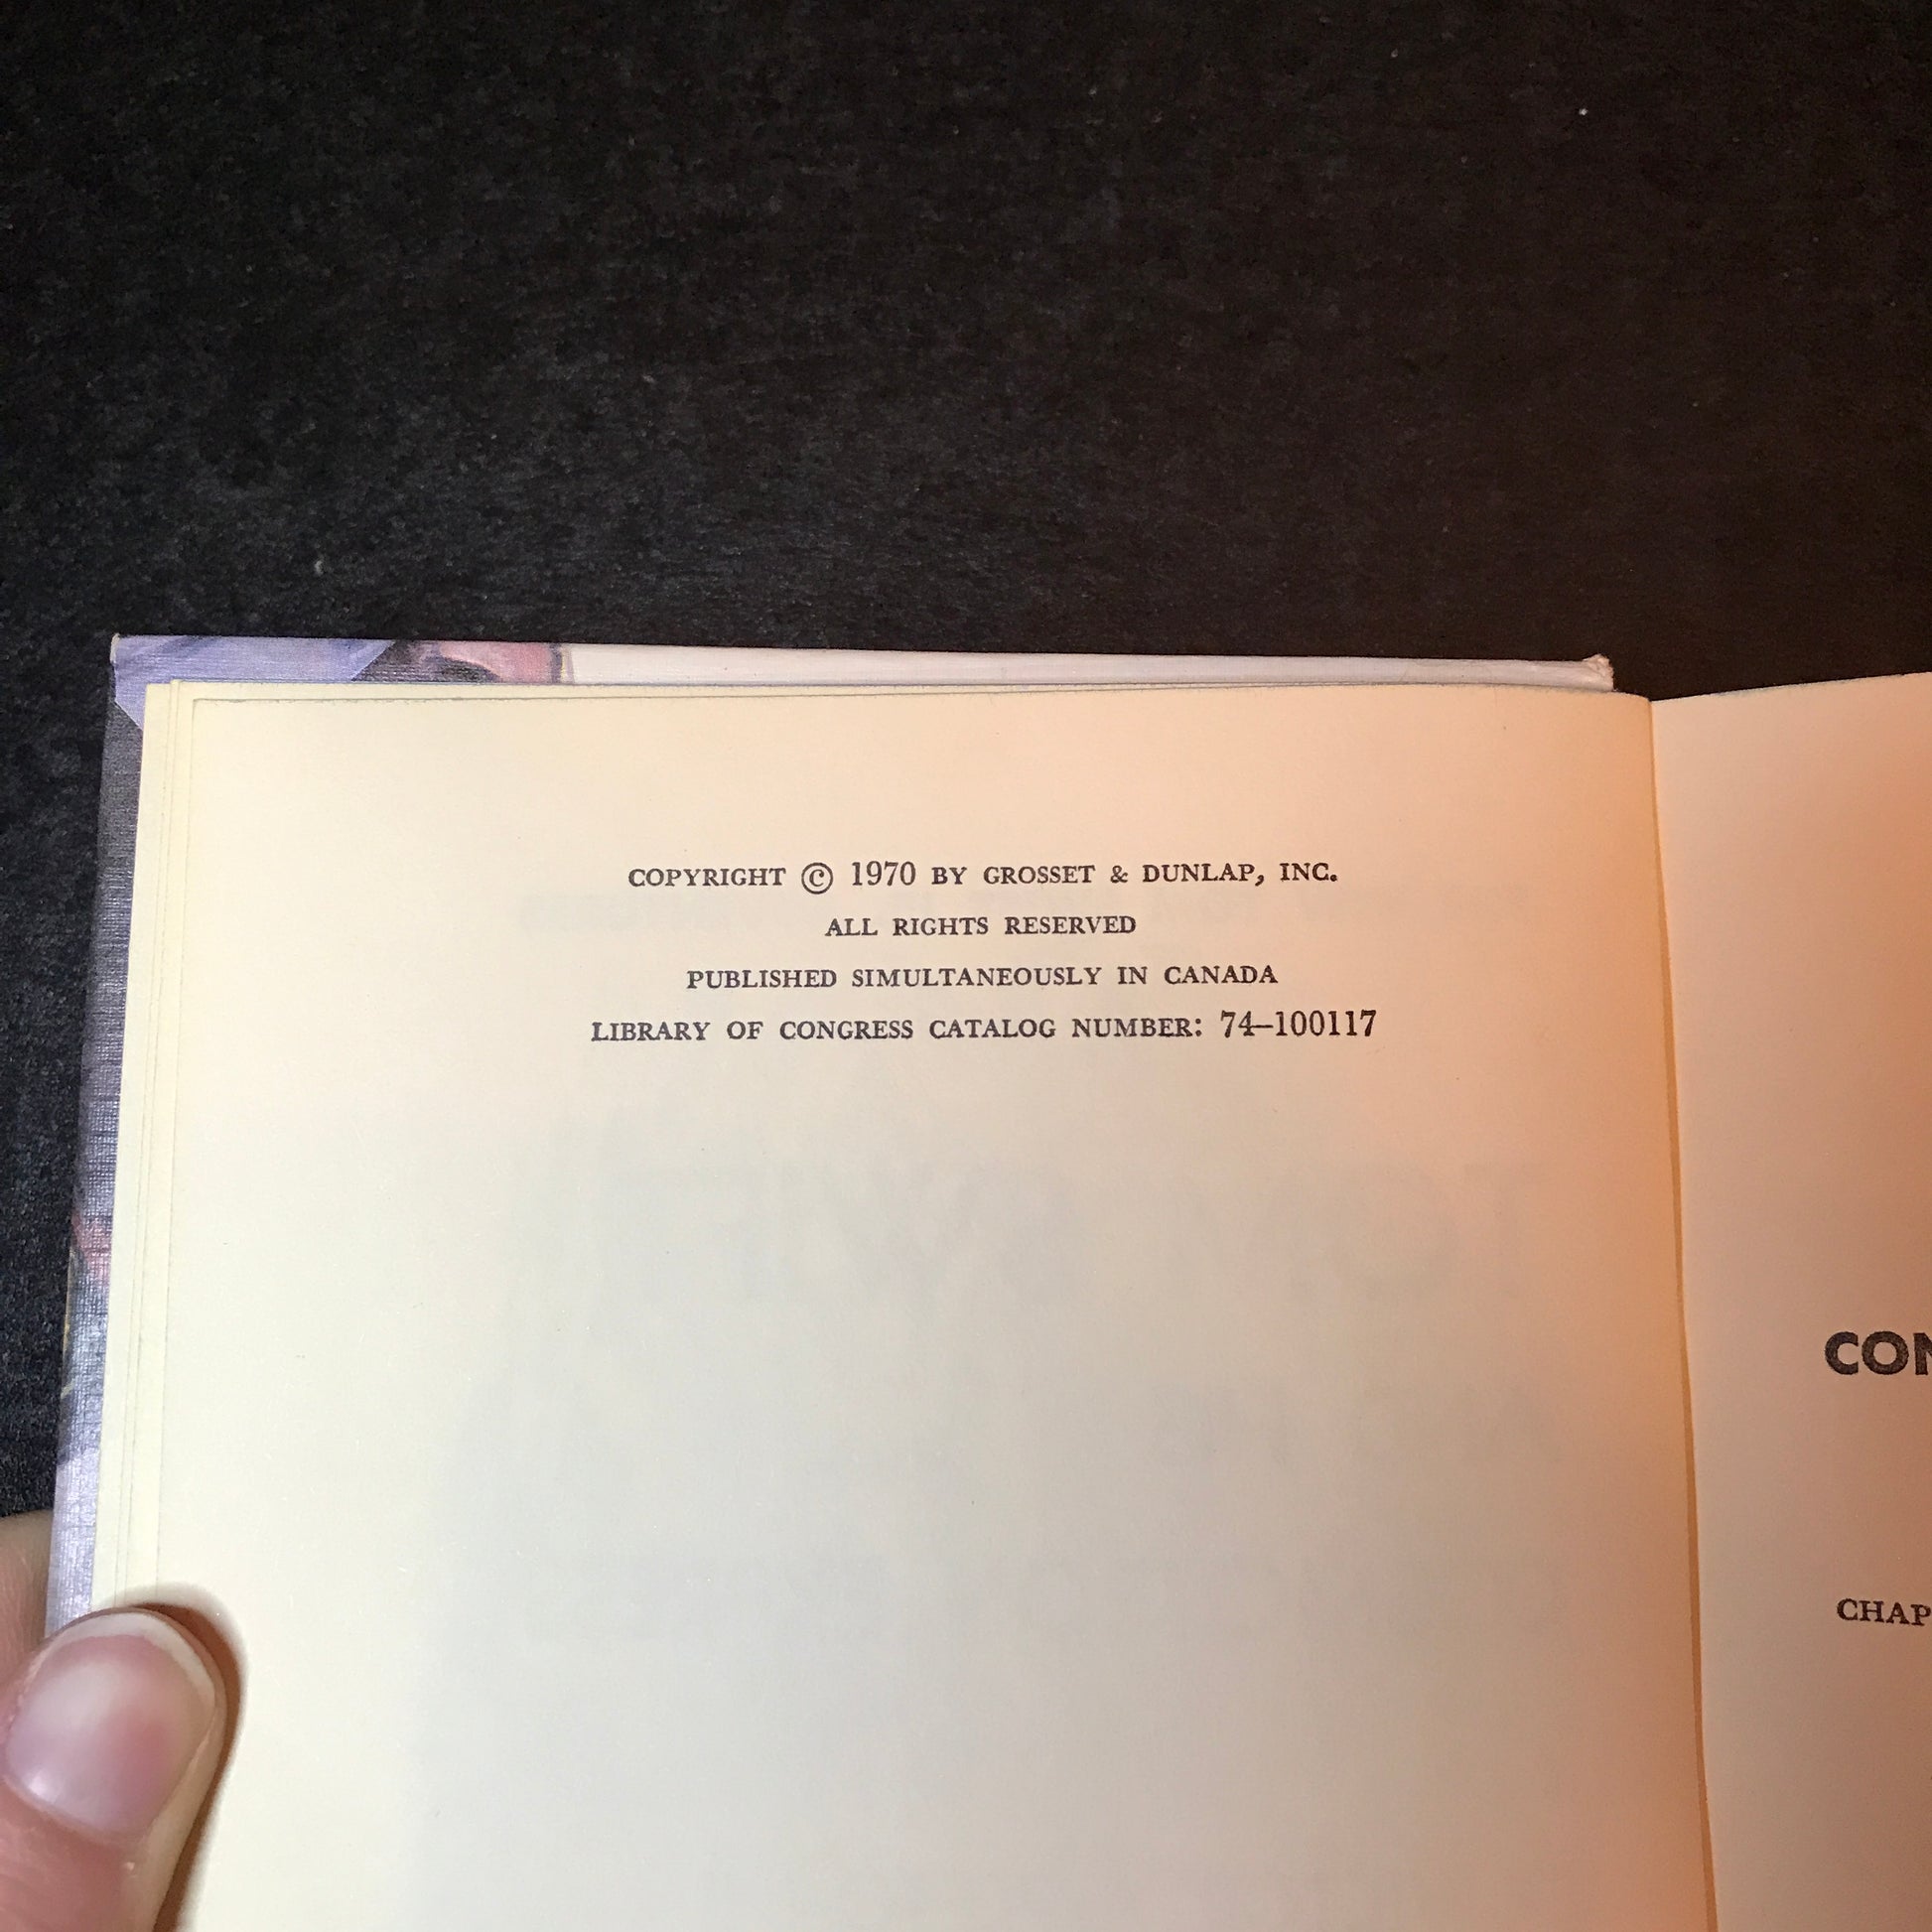 COPYRIGHT © 1970 BY GROSSET & DUNLAP, INC.
ALL RIGHTS RESERVED
PUBLISHED SIMULTANEOUSLY IN CANADA
LIBRARY OF CONGRESS CATALOG NUMBER: 74–100117
CON
CHAP